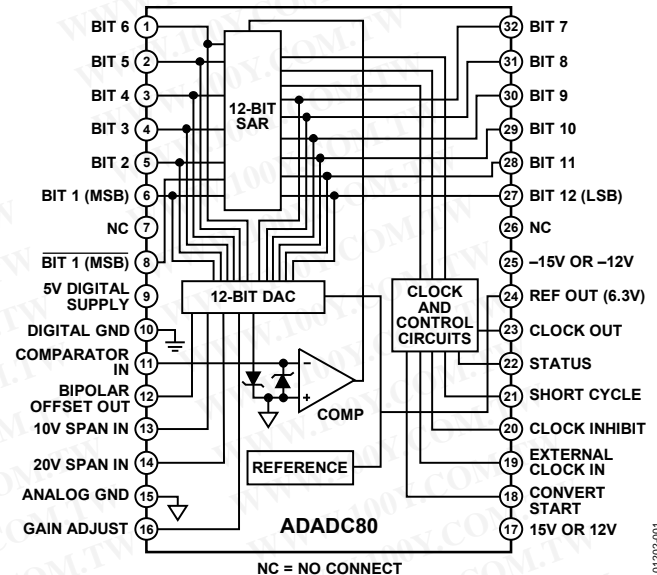 BIT 6 1
BIT 5 2
BIT 4 3
BIT 3 4
BIT 2 5
BIT 1 (MSB) 6
NC 7
BIT 1 (MSB) 8
5V DIGITAL
SUPPLY 9
DIGITAL GND 10
COMPARATOR
IN 11
BIPOLAR
OFFSET OUT 12
10V SPAN IN 13
20V SPAN IN 14
ANALOG GND 15
GAIN ADJUST 16
12-BIT
SAR
12-BIT DAC
CLOCK
AND
CONTROL
CIRCUITS
–
+
COMP
REFERENCE
ADADC80
32 BIT 7
31 BIT 8
30 BIT 9
29 BIT 10
28 BIT 11
27 BIT 12 (LSB)
26 NC
25 –15V OR –12V
24 REF OUT (6.3V)
23 CLOCK OUT
22 STATUS
21 SHORT CYCLE
20 CLOCK INHIBIT
19 EXTERNAL
CLOCK IN
18 CONVERT
START
17 15V OR 12V
NC = NO CONNECT
01202-001
WWW.100Y.COM.TW